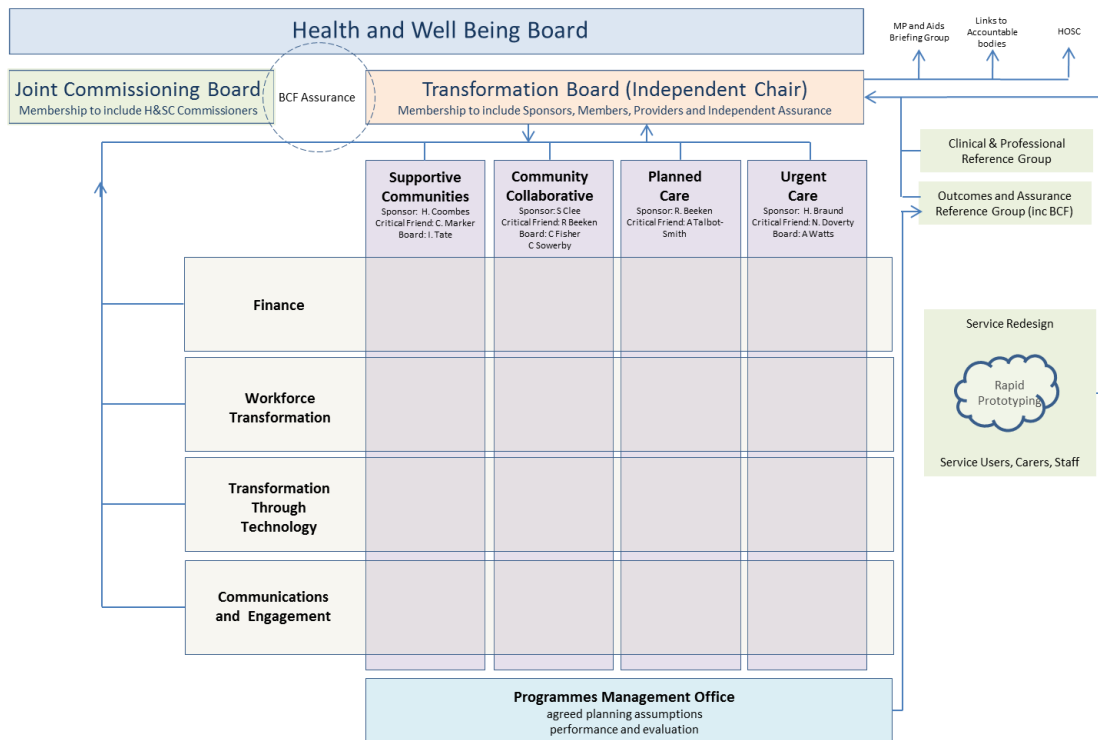 Health and Well Being Board
MP and Aids
Briefing Group
Links to
Accountable
bodies
HOSC
Joint Commissioning Board
Membership to include H&SC Commissioners
BCF Assurance
Transformation Board (Independent Chair)
Membership to include Sponsors, Members, Providers and Independent Assurance
Clinical & Professional
Reference Group
Outcomes and Assurance
Reference Group (inc BCF)
Supportive
Communities
Sponsor: H. Coombes
Critical Friend: C. Marker
Board: I. Tate
Community
Collaborative
Sponsor: S Clee
Critical Friend: R Beeken
Board: C Fisher
C Sowerby
Planned
Care
Sponsor: R. Beeken
Critical Friend: A Talbot-
Smith
Urgent
Care
Sponsor: H. Braund
Critical Friend: N. Doverty
Board: A Watts
Finance
Workforce
Transformation
Transformation
Through
Technology
Communications
and Engagement
Service Redesign
Rapid
Prototyping
Service Users, Carers, Staff
Programmes Management Office
agreed planning assumptions
performance and evaluation